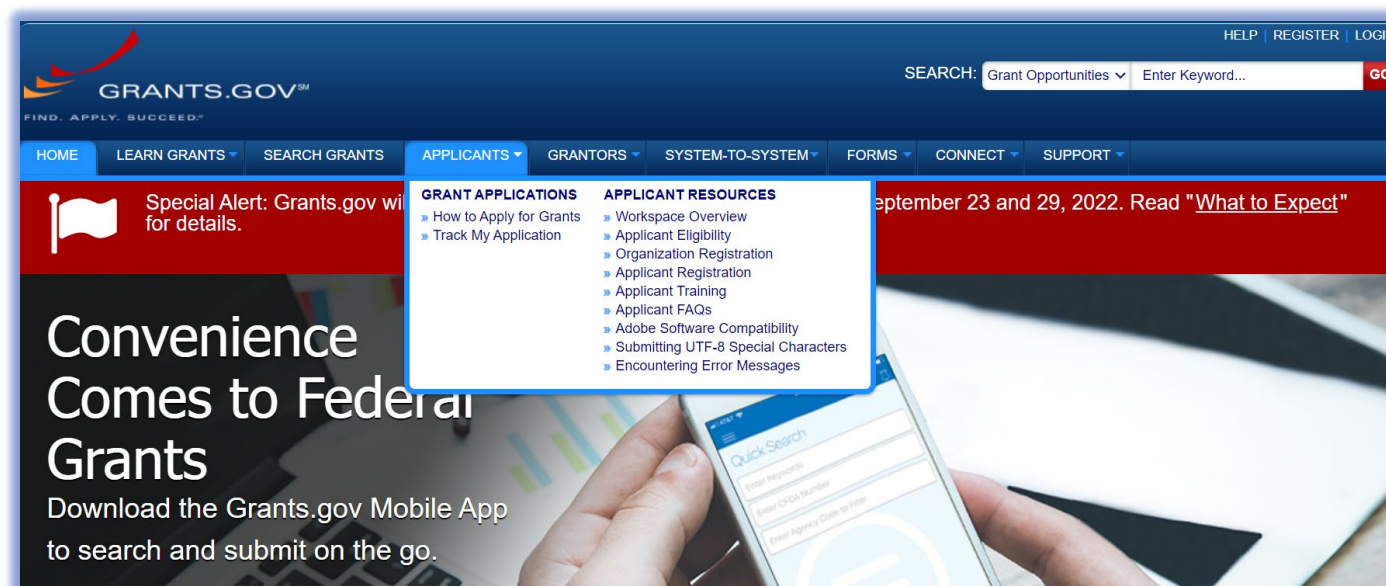 HELP | REGISTER | LOGI
SEARCH: Grant Opportunities Enter Keyword... GO
GRANTS.GOV℠
FIND. APPLY. SUCCEED.℠
HOME LEARN GRANTS SEARCH GRANTS APPLICANTS GRANTORS SYSTEM-TO-SYSTEM FORMS CONNECT SUPPORT
Special Alert: Grants.gov wi eptember 23 and 29, 2022. Read "What to Expect"
for details.
GRANT APPLICATIONS
» How to Apply for Grants
» Track My Application
APPLICANT RESOURCES
» Workspace Overview
» Applicant Eligibility
» Organization Registration
» Applicant Registration
» Applicant Training
» Applicant FAQs
» Adobe Software Compatibility
» Submitting UTF-8 Special Characters
» Encountering Error Messages
Convenience
Comes to Federal
Grants
Download the Grants.gov Mobile App
to search and submit on the go.
Quick Search
Enter Keywords
Enter CFDA Number
Enter Agency Code to Filter